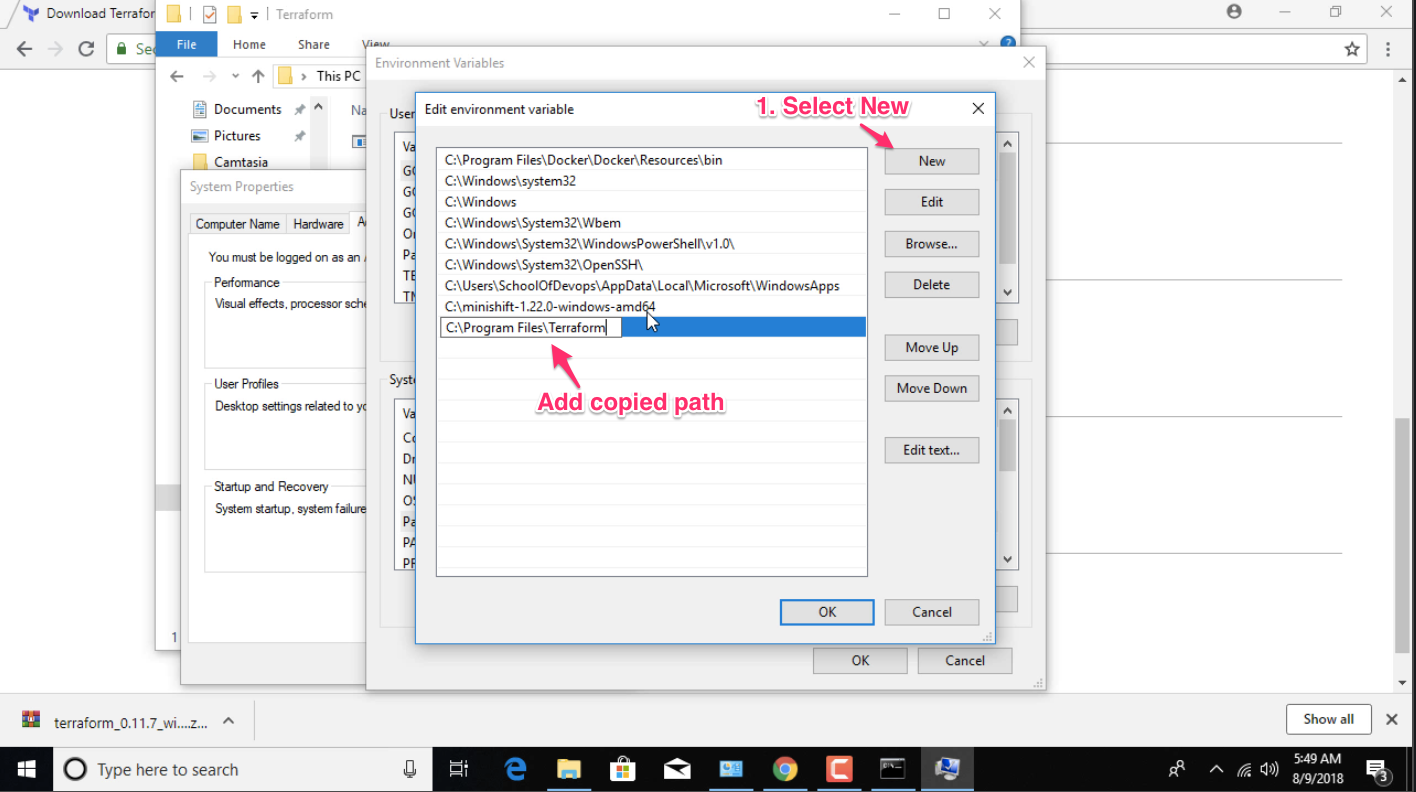 Download Terrafor
Terraform
File Home Share View
Sec
This PC
Environment Variables
Documents
Pictures
Camtasia
Na
User
Edit environment variable
1. Select New
Va
GO
GO
GO
On
Pa
TE
TM
C:\Program Files\Docker\Docker\Resources\bin
C:\Windows\system32
C:\Windows
C:\Windows\System32\Wbem
C:\Windows\System32\WindowsPowerShell\v1.0\
C:\Windows\System32\OpenSSH\
C:\Users\SchoolOfDevops\AppData\Local\Microsoft\WindowsApps
C:\minishift-1.22.0-windows-amd64
C:\Program Files\Terraform
Add copied path
New
Edit
Browse...
Delete
Move Up
Move Down
Edit text...
OK Cancel
System Properties
Computer Name Hardware A
You must be logged on as an A
Performance
Visual effects, processor sche
User Profiles
Desktop settings related to yo
Startup and Recovery
System startup, system failure
Syste
Va
Co
Dr
NU
OS
Pa
PA
PR
OK Cancel
1
terraform_0.11.7_wi....z...
Show all
Type here to search
5:49 AM
8/9/2018
3